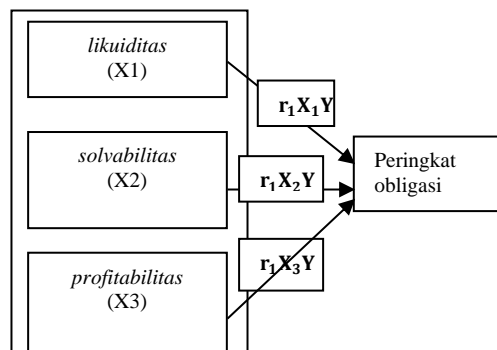 likuiditas
(X1)
r₁X₁Y
solvabilitas
(X2)
r₁X₂Y
Peringkat
obligasi
profitabilitas
(X3)
r₁X₃Y